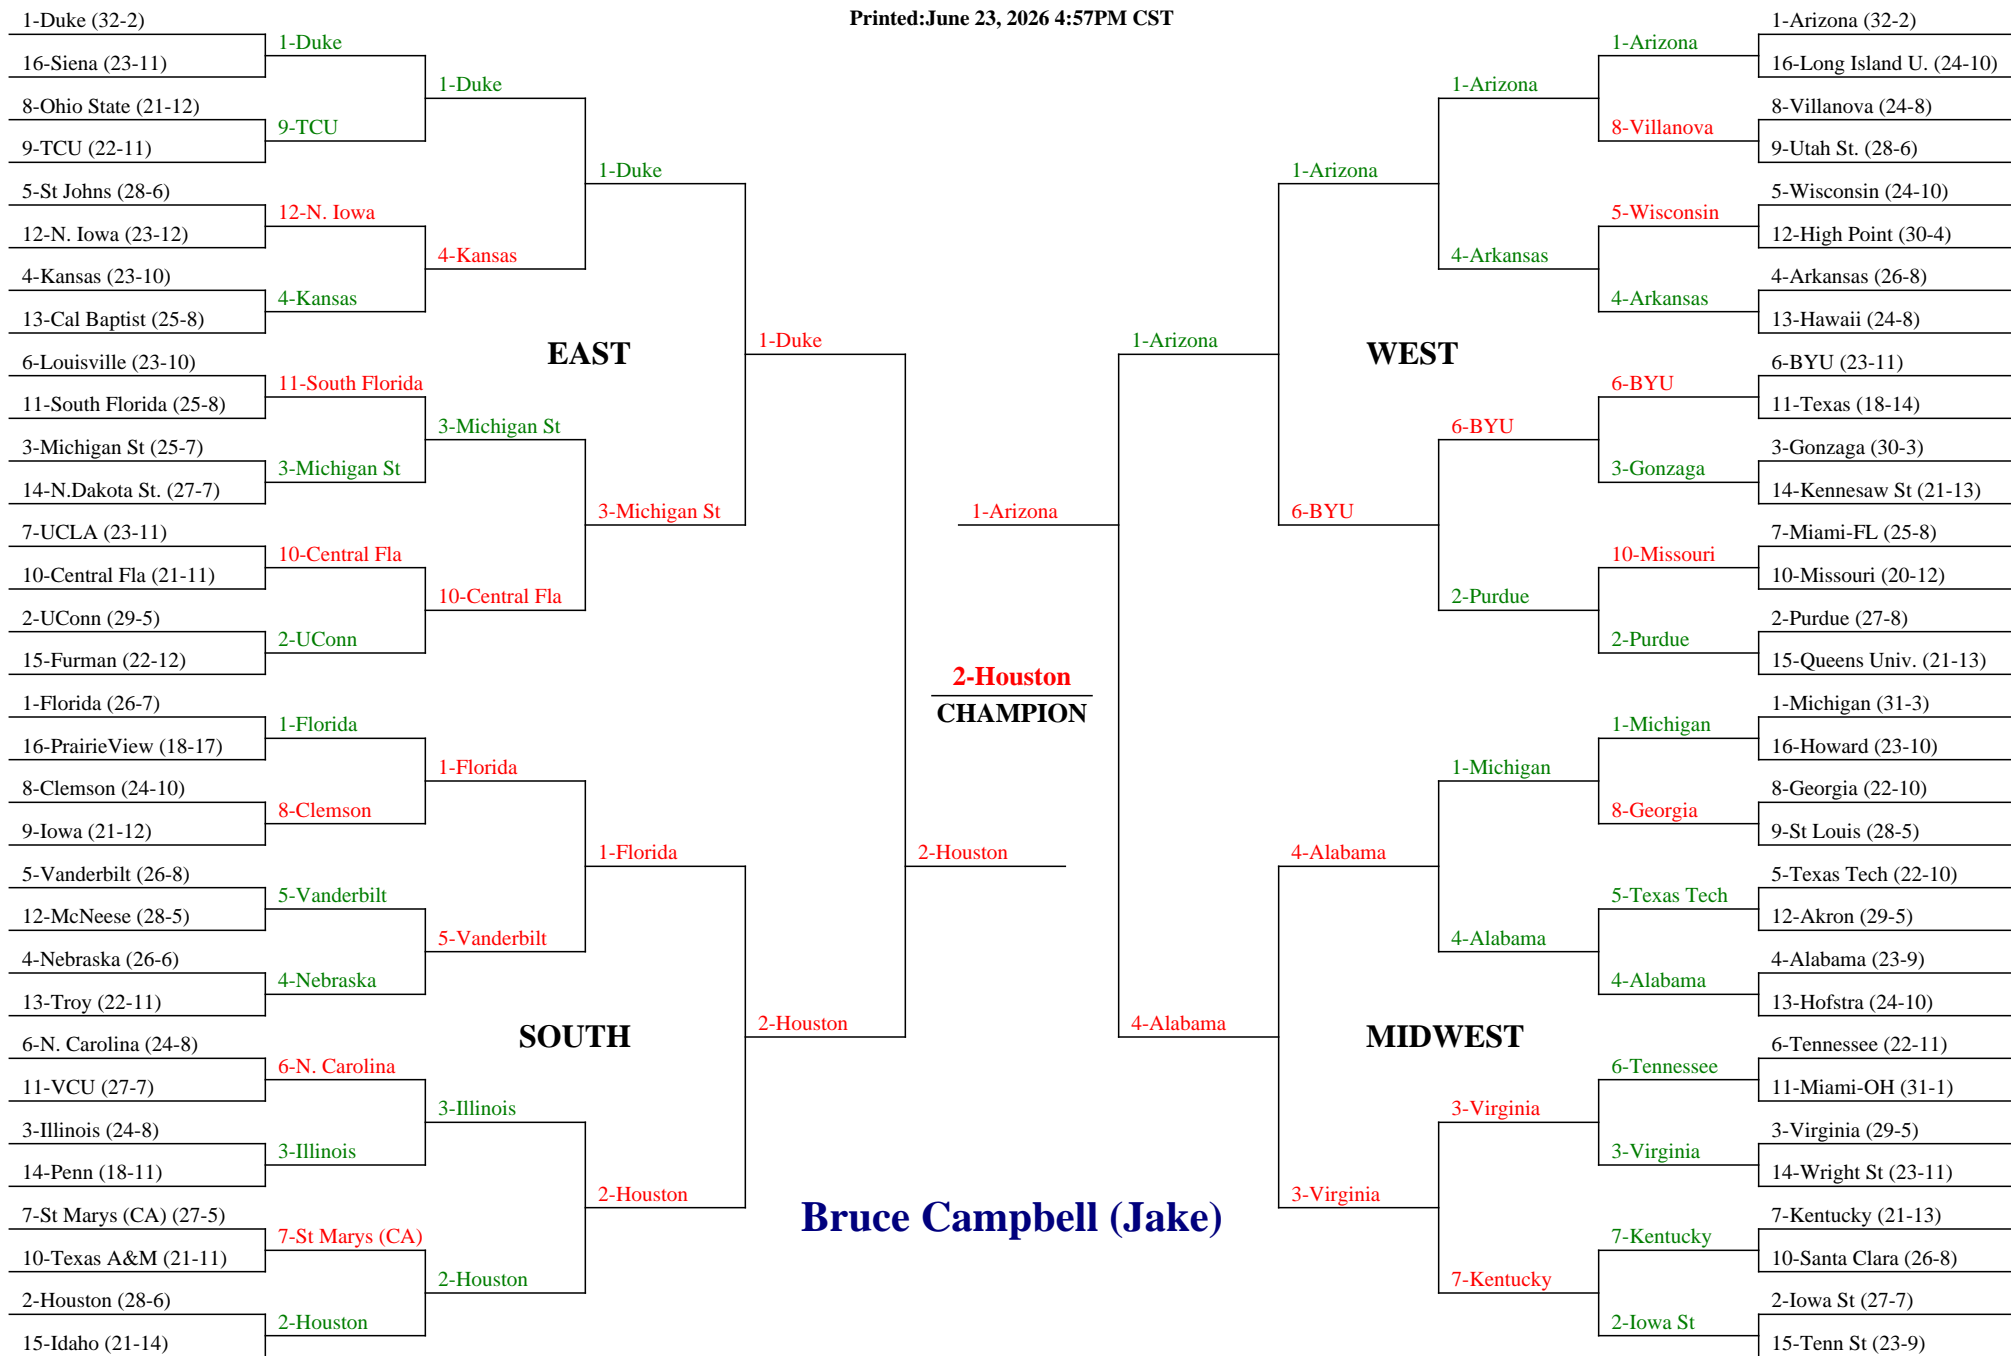 Printed:June 23, 2026 4:57PM CST
1-Duke (32-2)
16-Siena (23-11)
8-Ohio State (21-12)
9-TCU (22-11)
5-St Johns (28-6)
12-N. Iowa (23-12)
4-Kansas (23-10)
13-Cal Baptist (25-8)
6-Louisville (23-10)
11-South Florida (25-8)
3-Michigan St (25-7)
14-N.Dakota St. (27-7)
7-UCLA (23-11)
10-Central Fla (21-11)
2-UConn (29-5)
15-Furman (22-12)
1-Florida (26-7)
16-PrairieView (18-17)
8-Clemson (24-10)
9-Iowa (21-12)
5-Vanderbilt (26-8)
12-McNeese (28-5)
4-Nebraska (26-6)
13-Troy (22-11)
6-N. Carolina (24-8)
11-VCU (27-7)
3-Illinois (24-8)
14-Penn (18-11)
7-St Marys (CA) (27-5)
10-Texas A&M (21-11)
2-Houston (28-6)
15-Idaho (21-14)
1-Duke
9-TCU
12-N. Iowa
4-Kansas
11-South Florida
3-Michigan St
10-Central Fla
2-UConn
1-Florida
8-Clemson
5-Vanderbilt
4-Nebraska
6-N. Carolina
3-Illinois
7-St Marys (CA)
2-Houston
1-Duke
4-Kansas
3-Michigan St
10-Central Fla
1-Florida
5-Vanderbilt
3-Illinois
2-Houston
1-Duke
3-Michigan St
1-Florida
2-Houston
EAST
SOUTH
1-Duke
2-Houston
2-Houston
1-Arizona
2-Houston
CHAMPION
Bruce Campbell (Jake)
1-Arizona
4-Alabama
WEST
MIDWEST
1-Arizona
6-BYU
4-Alabama
3-Virginia
1-Arizona
4-Arkansas
6-BYU
2-Purdue
1-Michigan
4-Alabama
3-Virginia
7-Kentucky
1-Arizona
8-Villanova
5-Wisconsin
4-Arkansas
6-BYU
3-Gonzaga
10-Missouri
2-Purdue
1-Michigan
8-Georgia
5-Texas Tech
4-Alabama
6-Tennessee
3-Virginia
7-Kentucky
2-Iowa St
1-Arizona (32-2)
16-Long Island U. (24-10)
8-Villanova (24-8)
9-Utah St. (28-6)
5-Wisconsin (24-10)
12-High Point (30-4)
4-Arkansas (26-8)
13-Hawaii (24-8)
6-BYU (23-11)
11-Texas (18-14)
3-Gonzaga (30-3)
14-Kennesaw St (21-13)
7-Miami-FL (25-8)
10-Missouri (20-12)
2-Purdue (27-8)
15-Queens Univ. (21-13)
1-Michigan (31-3)
16-Howard (23-10)
8-Georgia (22-10)
9-St Louis (28-5)
5-Texas Tech (22-10)
12-Akron (29-5)
4-Alabama (23-9)
13-Hofstra (24-10)
6-Tennessee (22-11)
11-Miami-OH (31-1)
3-Virginia (29-5)
14-Wright St (23-11)
7-Kentucky (21-13)
10-Santa Clara (26-8)
2-Iowa St (27-7)
15-Tenn St (23-9)